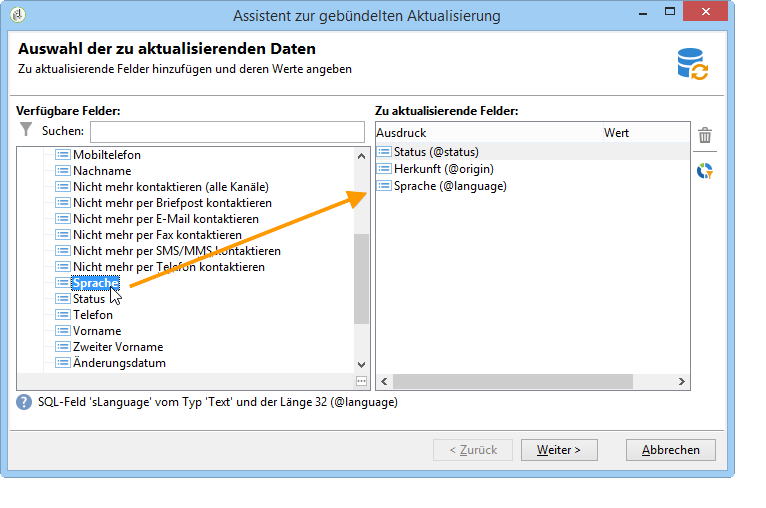 Assistent zur gebündelten Aktualisierung
Auswahl der zu aktualisierenden Daten
Zu aktualisierende Felder hinzufügen und deren Werte angeben
Verfügbare Felder:
Suchen:
Mobiltelefon
Nachname
Nicht mehr kontaktieren (alle Kanäle)
Nicht mehr per Briefpost kontaktieren
Nicht mehr per E-Mail kontaktieren
Nicht mehr per Fax kontaktieren
Nicht mehr per SMS/MMS kontaktieren
Nicht mehr per Telefon kontaktieren
Sprache
Status
Telefon
Vorname
Zweiter Vorname
Änderungsdatum
Zu aktualisierende Felder:
Ausdruck Wert
Status (@status)
Herkunft (@origin)
Sprache (@language)
SQL-Feld 'sLanguage' vom Typ 'Text' und der Länge 32 (@language)
< Zurück Weiter > Abbrechen